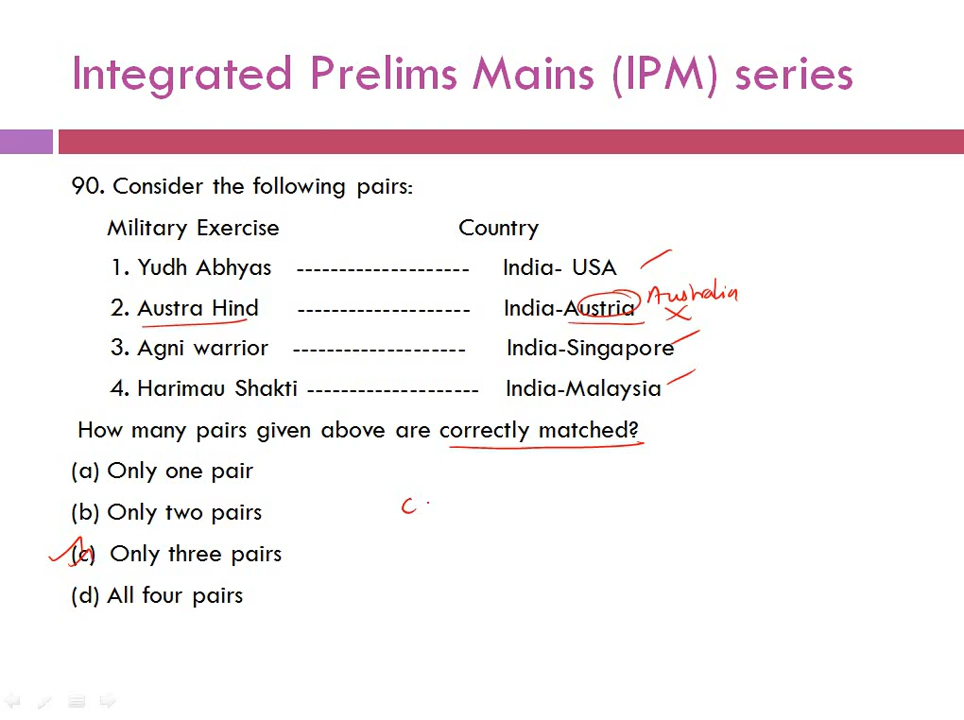 Integrated Prelims Mains (IPM) series
90. Consider the following pairs:
Military Exercise Country
1. Yudh Abhyas -------------------- India- USA
Australia
2. Austra Hind -------------------- India-Austria
3. Agni warrior -------------------- India-Singapore
4. Harimau Shakti -------------------- India-Malaysia
How many pairs given above are correctly matched?
(a) Only one pair
(b) Only two pairs
c.
(c) Only three pairs
(d) All four pairs